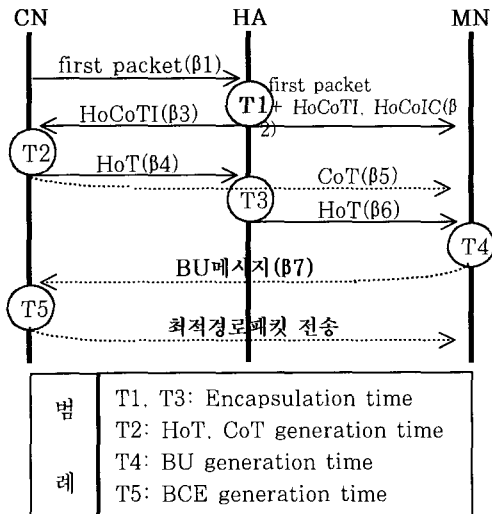 CN HA MN
first packet(β1)
first packet
T1 + HoCoTI, HoCoIC(β
2)
HoCoTI(β3)
T2
HoT(β4)
CoT(β5)
T3
HoT(β6)
T4
BU메시지(β7)
T5
최적경로패킷 전송
범 례
T1, T3: Encapsulation time
T2: HoT, CoT generation time
T4: BU generation time
T5: BCE generation time